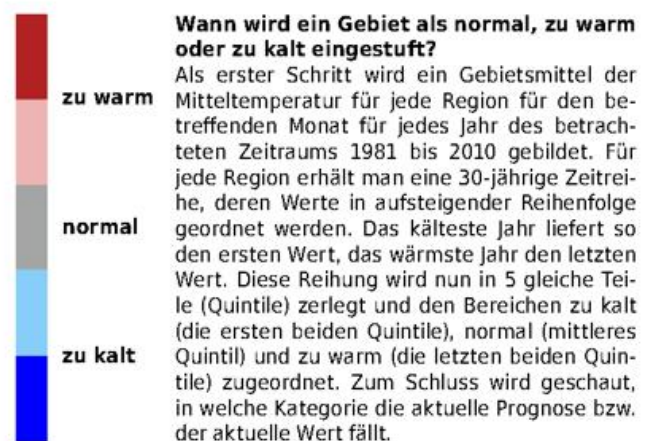 Wann wird ein Gebiet als normal, zu warm
oder zu kalt eingestuft?
Als erster Schritt wird ein Gebietsmittel der
Mitteltemperatur für jede Region für den be-
treffenden Monat für jedes Jahr des betrach-
teten Zeitraums 1981 bis 2010 gebildet. Für
jede Region erhält man eine 30-jährige Zeitrei-
he, deren Werte in aufsteigender Reihenfolge
geordnet werden. Das kälteste Jahr liefert so
den ersten Wert, das wärmste Jahr den letzten
Wert. Diese Reihung wird nun in 5 gleiche Tei-
le (Quintile) zerlegt und den Bereichen zu kalt
(die ersten beiden Quintile), normal (mittleres
Quintil) und zu warm (die letzten beiden Quin-
tile) zugeordnet. Zum Schluss wird geschaut,
in welche Kategorie die aktuelle Prognose bzw.
der aktuelle Wert fällt.
zu warm
normal
zu kalt